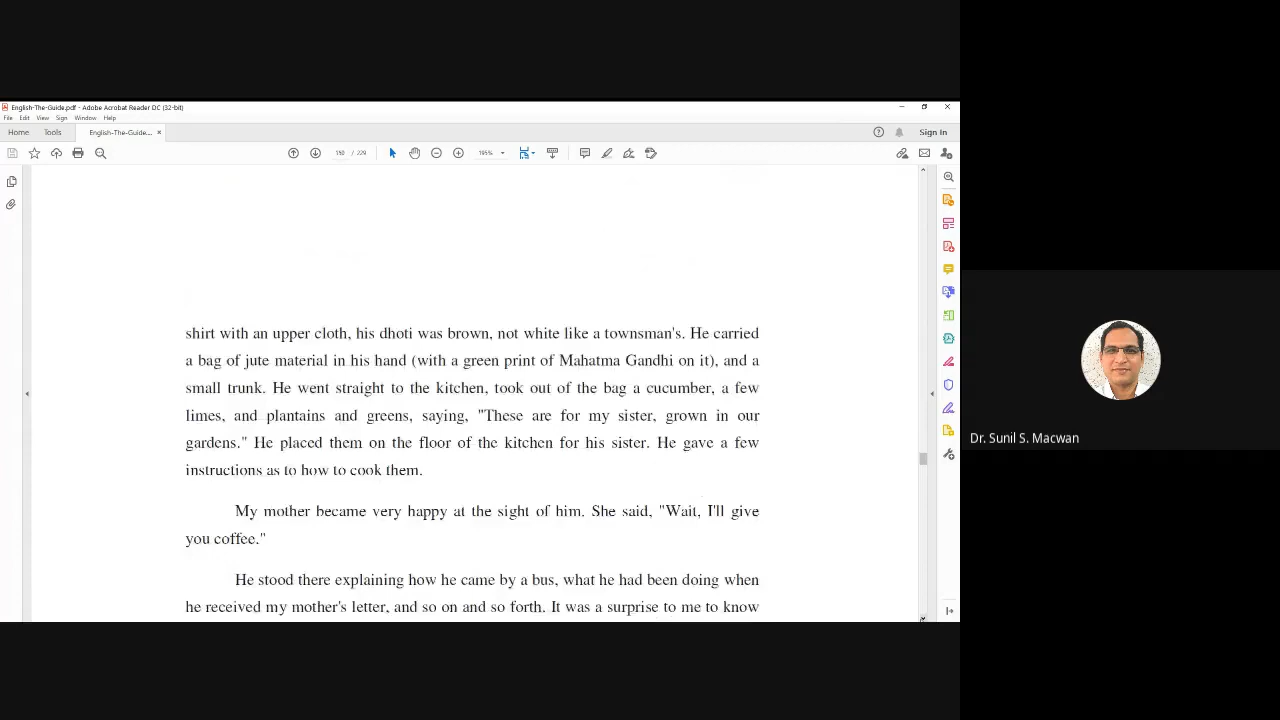 English-The-Guide.pdf - Adobe Acrobat Reader DC (32-bit)
File Edit View Sign Window Help
Home Tools English-The-Guide.... × Sign In
150 / 229 195%
shirt with an upper cloth, his dhoti was brown, not white like a townsman's. He carried
a bag of jute material in his hand (with a green print of Mahatma Gandhi on it), and a
small trunk. He went straight to the kitchen, took out of the bag a cucumber, a few
limes, and plantains and greens, saying, "These are for my sister, grown in our
gardens." He placed them on the floor of the kitchen for his sister. He gave a few
instructions as to how to cook them.
My mother became very happy at the sight of him. She said, "Wait, I'll give
you coffee."
He stood there explaining how he came by a bus, what he had been doing when
he received my mother's letter, and so on and so forth. It was a surprise to me to know
Dr. Sunil S. Macwan